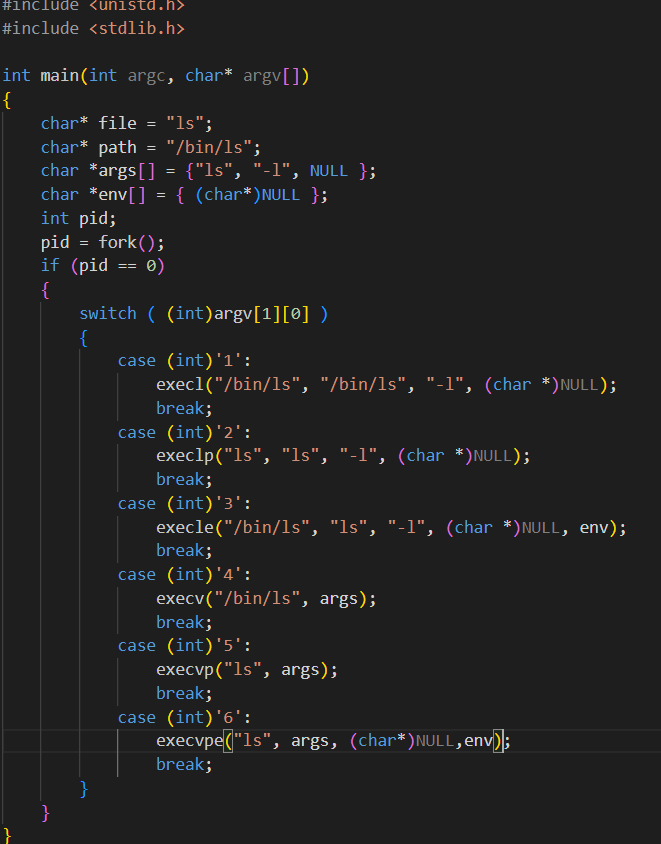 #include <unistd.h>
#include <stdlib.h>
int main(int argc, char* argv[])
{
char* file = "ls";
char* path = "/bin/ls";
char *args[] = {"ls", "-l", NULL };
char *env[] = { (char*)NULL };
int pid;
pid = fork();
if (pid == 0)
{
switch ( (int)argv[1][0] )
{
case (int)'1':
execl("/bin/ls", "/bin/ls", "-l", (char *)NULL);
break;
case (int)'2':
execlp("ls", "ls", "-l", (char *)NULL);
break;
case (int)'3':
execle("/bin/ls", "ls", "-l", (char *)NULL, env);
break;
case (int)'4':
execv("/bin/ls", args);
break;
case (int)'5':
execvp("ls", args);
break;
case (int)'6':
execvpe("ls", args, (char*)NULL,env);
break;
}
}
}